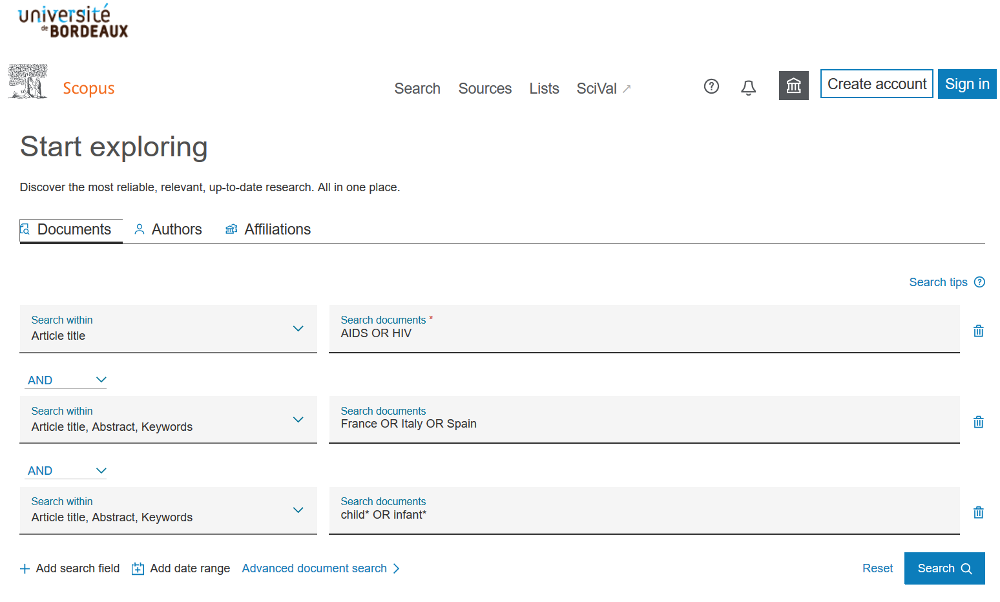 université
de BORDEAUX
Scopus
Search Sources Lists SciVal Create account Sign in
Start exploring
Discover the most reliable, relevant, up-to-date research. All in one place.
Documents Authors Affiliations
Search tips
Search within
Article title
Search documents *
AIDS OR HIV
AND
Search within
Article title, Abstract, Keywords
Search documents
France OR Italy OR Spain
AND
Search within
Article title, Abstract, Keywords
Search documents
child* OR infant*
Add search field Add date range Advanced document search Reset Search